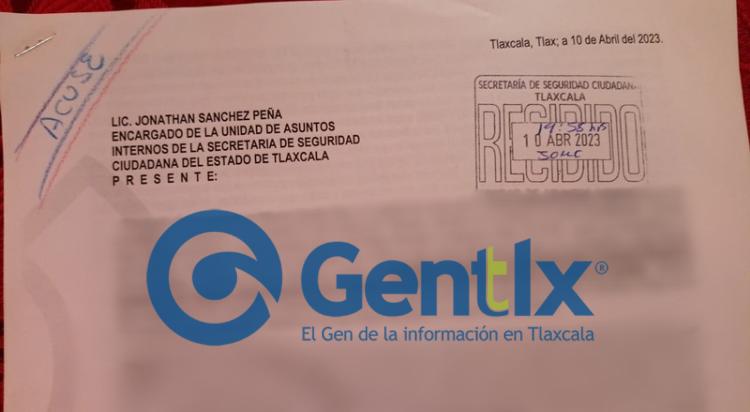 Tlaxcala, Tlax; a 10 de Abril del 2023.
ACUSE
LIC. JONATHAN SANCHEZ PEÑA
ENCARGADO DE LA UNIDAD DE ASUNTOS
INTERNOS DE LA SECRETARIA DE SEGURIDAD
CIUDADANA DEL ESTADO DE TLAXCALA
P R E S E N T E:
SECRETARÍA DE SEGURIDAD CIUDADANA
TLAXCALA
RECIBIDO
10 ABR 2023
Gentlx®
El Gen de la información en Tlaxcala